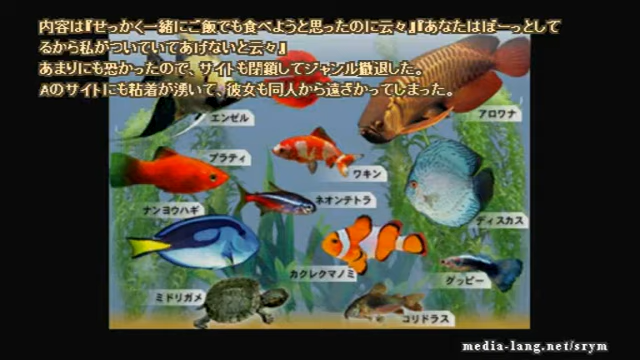 内容は『せっかく一緒にご飯でも食べようと思ったのに云々』『あなたはぼーっとして
るから私がついていてあげないと云々』
あまりにも恐かったので、サイトも閉鎖してジャンル撤退した。
Aのサイトにも粘着が湧いて、彼女も同人から遠ざかってしまった。
エンゼル
アロワナ
プラティ
ワキン
ネオンテトラ
ナンヨウハギ
ディスカス
カクレクマノミ
グッピー
ミドリガメ
コリドラス
media-lang.net/srym